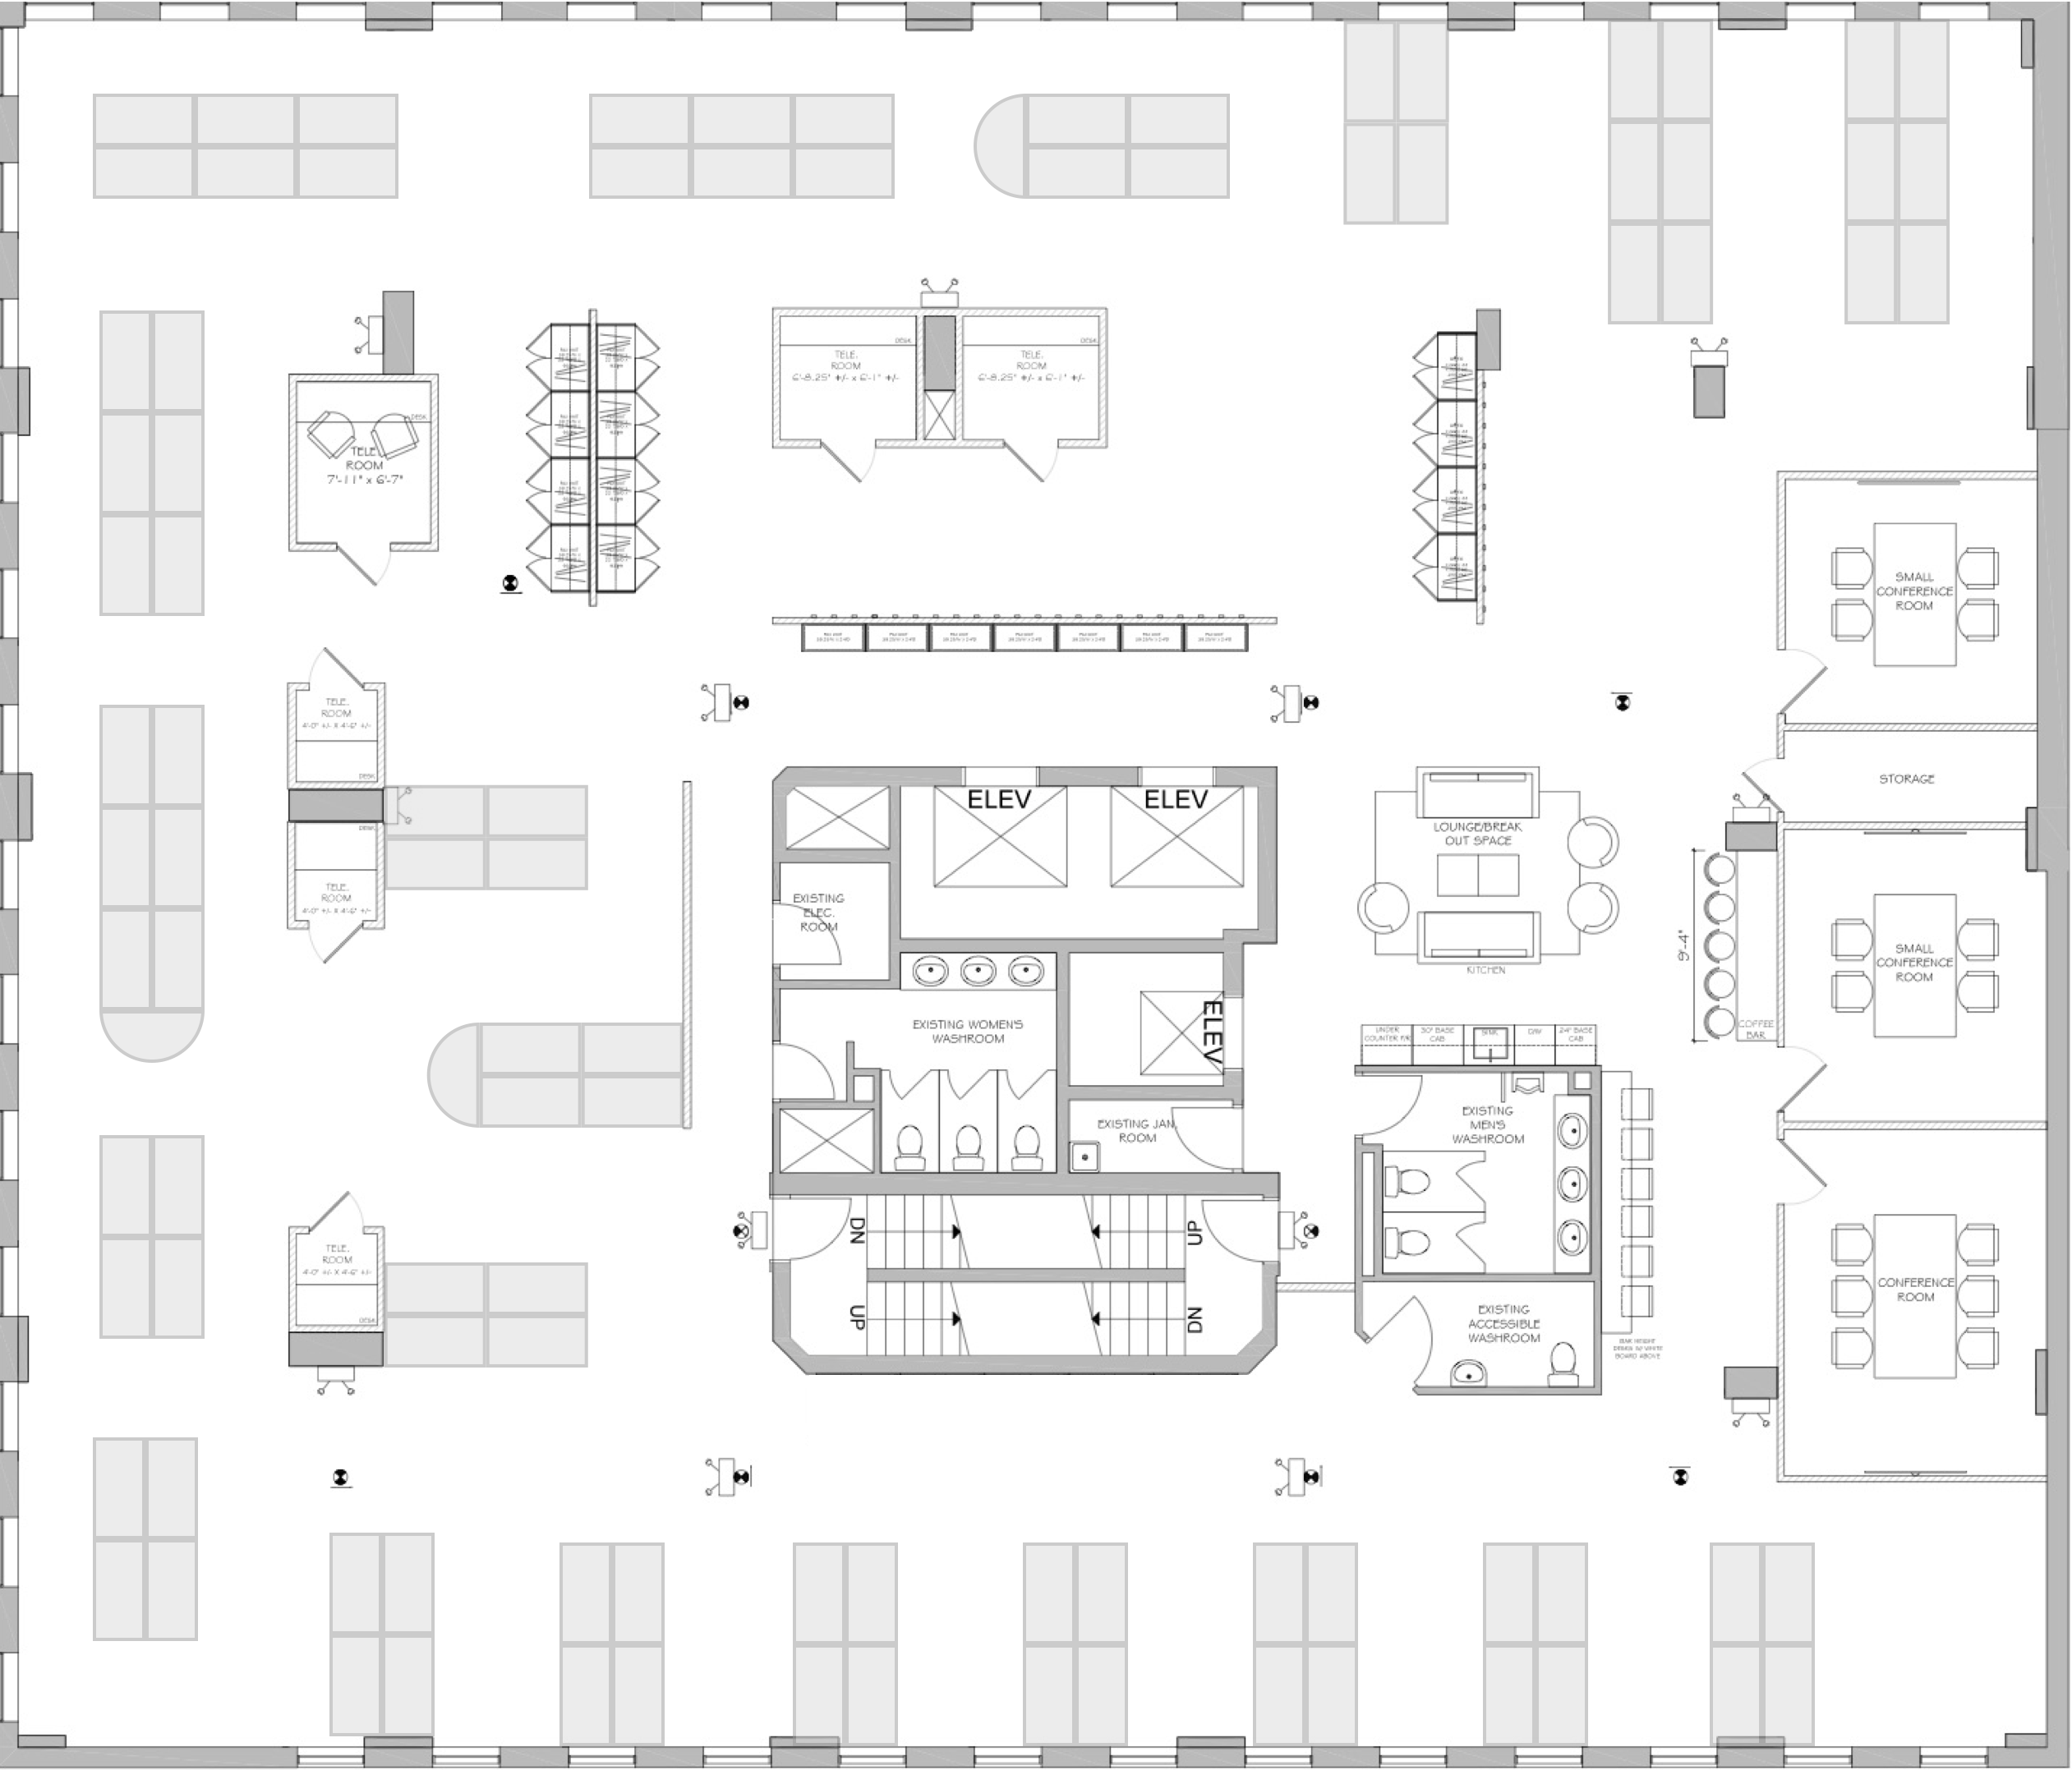 DESK
TELE.
ROOM
6'-8.25" +/- x 6'-1" +/-
DESK
TELE.
ROOM
6'-8.25" +/- x 6'-1" +/-
DESK
TELE.
ROOM
7'-11" x 6'-7"
SMALL
CONFERENCE
ROOM
TELE.
ROOM
4'-0" +/- X 4'-6" +/-
DESK
STORAGE
ELEV
ELEV
LOUNGE/BREAK
OUT SPACE
DESK
TELE.
ROOM
4'-0" +/- X 4'-6" +/-
EXISTING
ELEC.
ROOM
9'-4"
SMALL
CONFERENCE
ROOM
KITCHEN
EXISTING WOMEN'S
WASHROOM
ELEV
UNDER
COUNTER FR.
30" BASE
CAB
SINK
D/W
24" BASE
CAB
COFFEE
BAR
EXISTING JAN.
ROOM
EXISTING
MEN'S
WASHROOM
DN
UP
TELE.
ROOM
4'-0" +/- X 4'-6" +/-
DESK
UP
DN
CONFERENCE
ROOM
EXISTING
ACCESSIBLE
WASHROOM
BAR HEIGHT
DESKS W/ WHITE
BOARD ABOVE